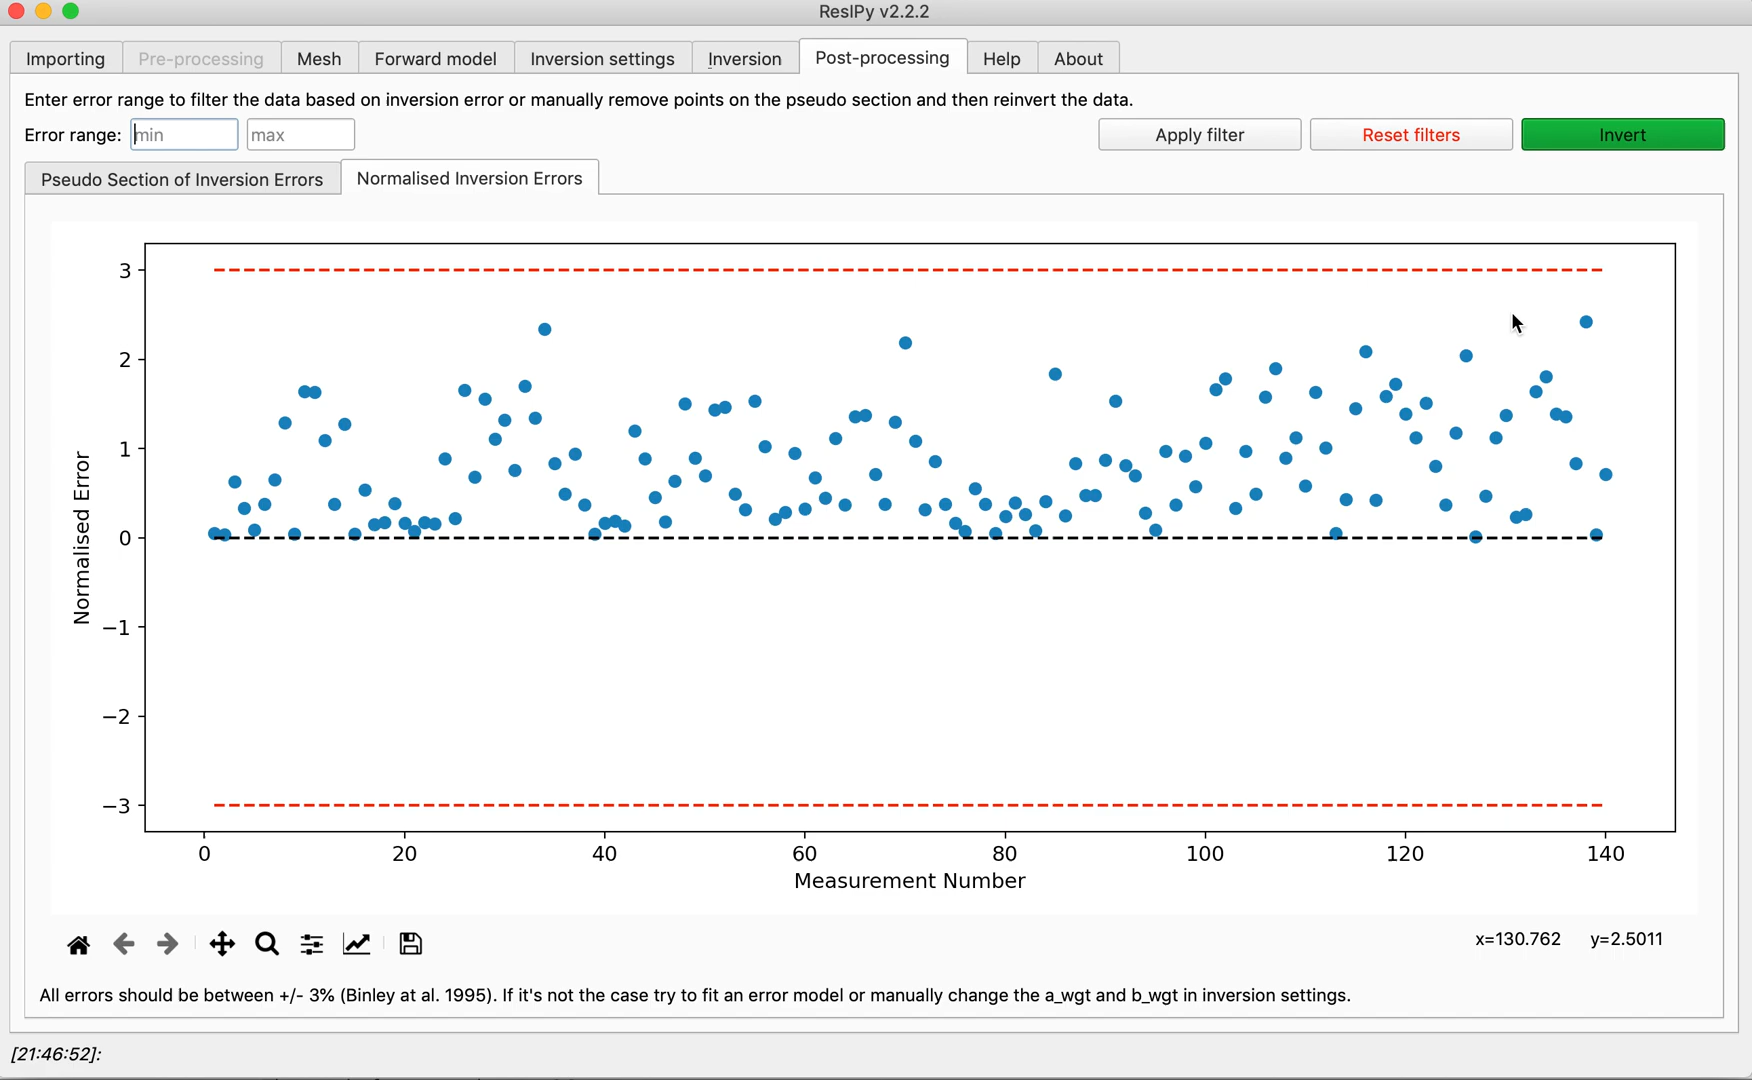 ResIPy v2.2.2
Importing Pre-processing Mesh Forward model Inversion settings Inversion Post-processing Help About
Enter error range to filter the data based on inversion error or manually remove points on the pseudo section and then reinvert the data.
Error range: min max Apply filter Reset filters Invert
Pseudo Section of Inversion Errors Normalised Inversion Errors
3
2
1
0
−1
−2
−3
Normalised Error
0 20 40 60 80 100 120 140
Measurement Number
x=130.762 y=2.5011
All errors should be between +/- 3% (Binley at al. 1995). If it's not the case try to fit an error model or manually change the a_wgt and b_wgt in inversion settings.
[21:46:52]: